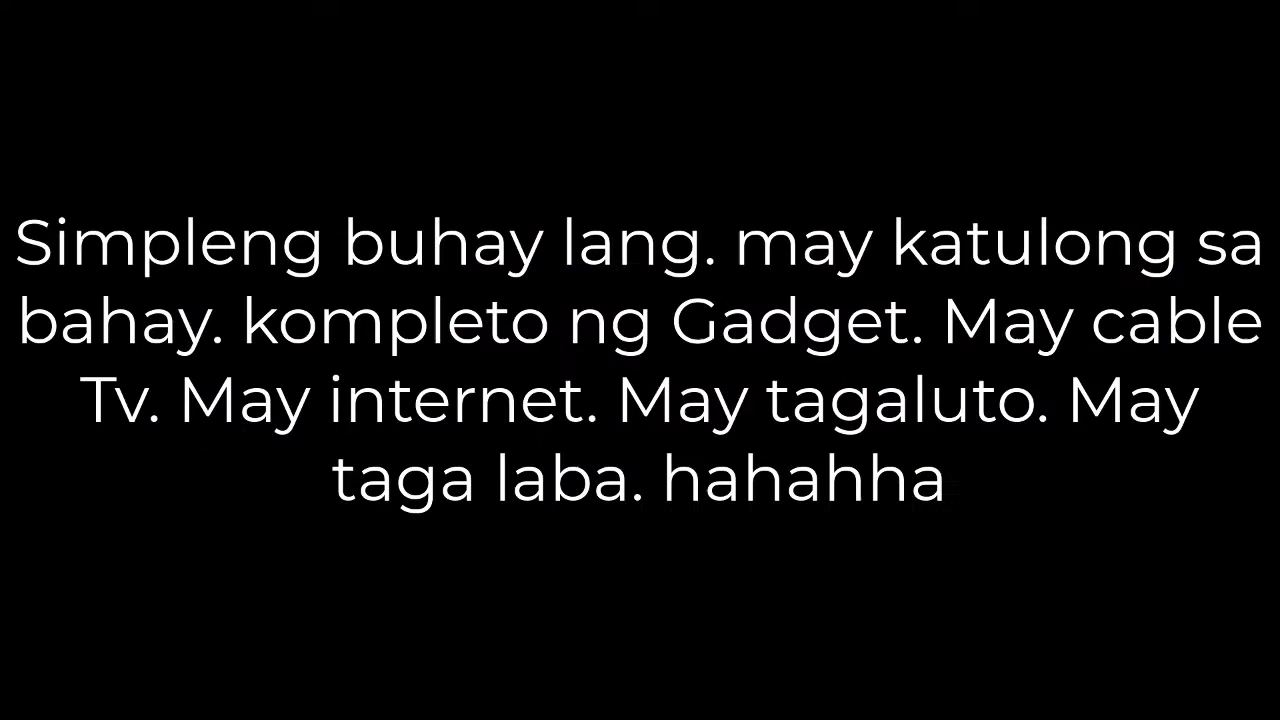 Simpleng buhay lang. may katulong sa
bahay. kompleto ng Gadget. May cable
Tv. May internet. May tagaluto. May
taga laba. hahahha